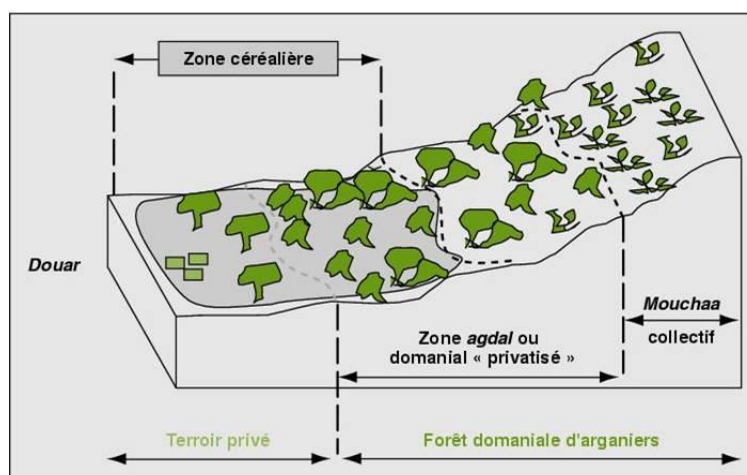 Zone céréalière
Douar
Mouchaa
collectif
Zone agdal ou
domanial « privatisé »
Terroir privé
Forêt domaniale d'arganiers